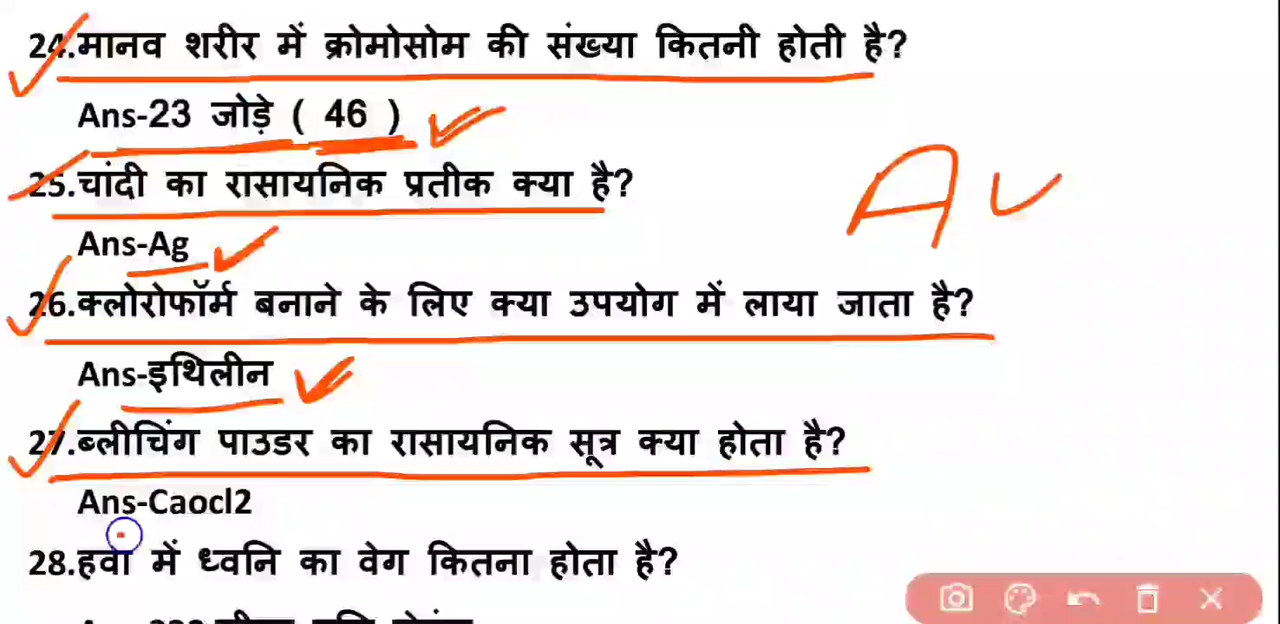 24.मानव शरीर में क्रोमोसोम की संख्या कितनी होती है?
Ans-23 जोड़े ( 46 )
25.चांदी का रासायनिक प्रतीक क्या है?
Au
Ans-Ag
26.क्लोरोफॉर्म बनाने के लिए क्या उपयोग में लाया जाता है?
Ans-इथिलीन
27.ब्लीचिंग पाउडर का रासायनिक सूत्र क्या होता है?
Ans-Caocl2
28.हवा में ध्वनि का वेग कितना होता है?